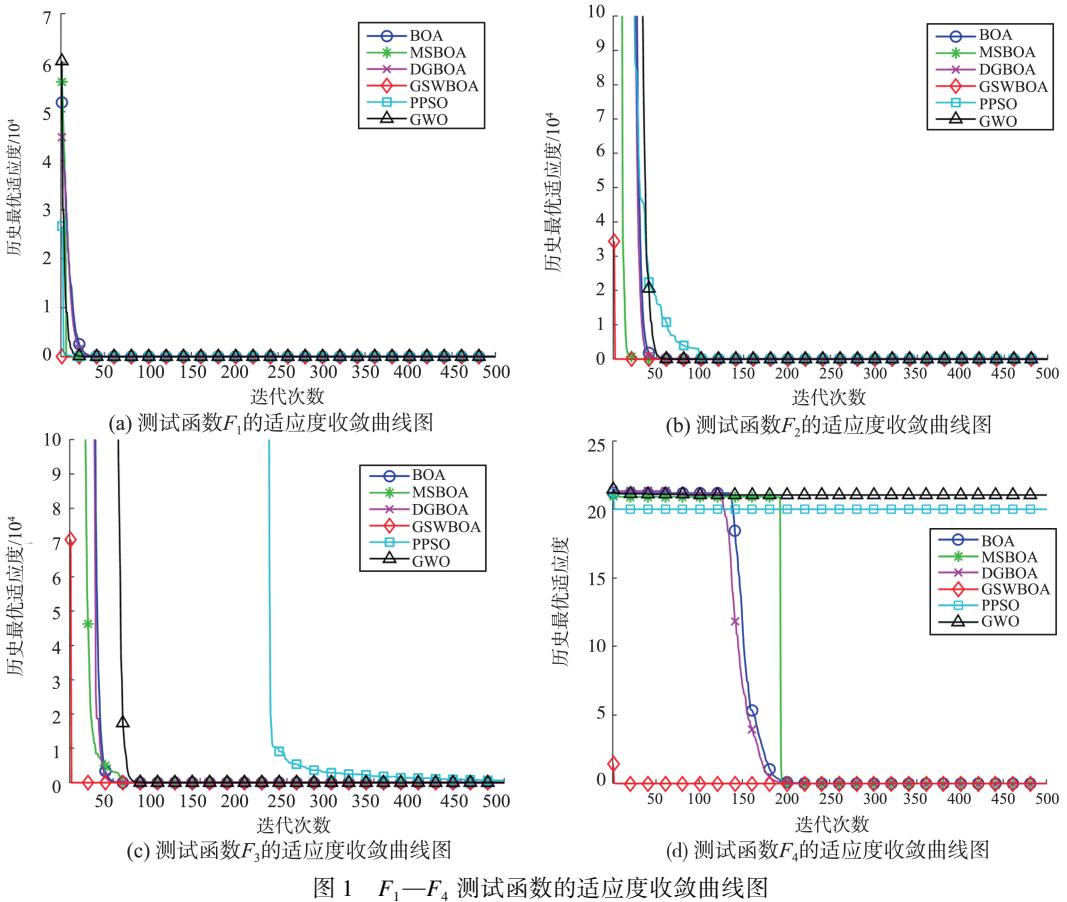 7
6
5
4
3
2
1
0
历史最优适应度/10⁴
BOA
MSBOA
DGBOA
GSWBOA
PPSO
GWO
50 100 150 200 250 300 350 400 450 500
迭代次数
(a) 测试函数F₁的适应度收敛曲线图
10
9
8
7
6
5
4
3
2
1
0
历史最优适应度/10⁴
BOA
MSBOA
DGBOA
GSWBOA
PPSO
GWO
50 100 150 200 250 300 350 400 450 500
迭代次数
(b) 测试函数F₂的适应度收敛曲线图
10
9
8
7
6
5
4
3
2
1
0
历史最优适应度/10⁴
BOA
MSBOA
DGBOA
GSWBOA
PPSO
GWO
50 100 150 200 250 300 350 400 450 500
迭代次数
(c) 测试函数F₃的适应度收敛曲线图
25
20
15
10
5
0
历史最优适应度
BOA
MSBOA
DGBOA
GSWBOA
PPSO
GWO
50 100 140 200 250 300 350 400 450 500
迭代次数
(d) 测试函数F₄的适应度收敛曲线图
图 1 F₁—F₄ 测试函数的适应度收敛曲线图